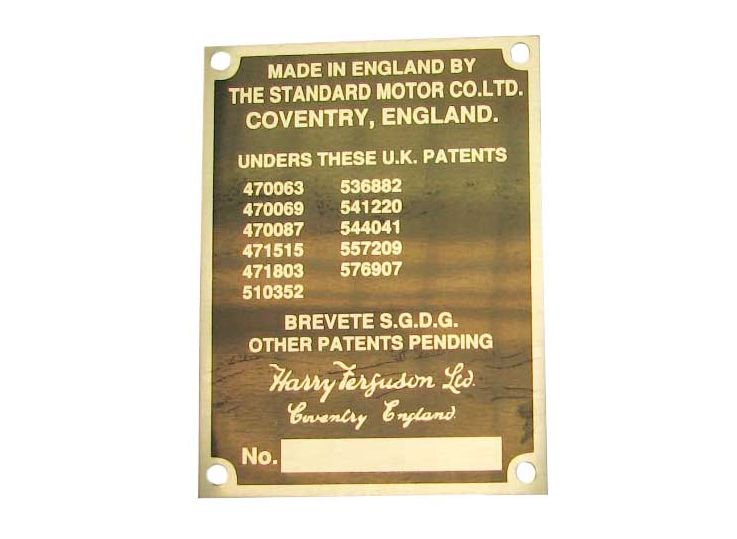 MADE IN ENGLAND BY
THE STANDARD MOTOR CO.LTD.
COVENTRY, ENGLAND.
UNDERS THESE U.K. PATENTS
470063 536882
470069 541220
470087 544041
471515 557209
471803 576907
510352
BREVETE S.G.D.G.
OTHER PATENTS PENDING
Harry Ferguson Ltd.
Coventry England.
No.